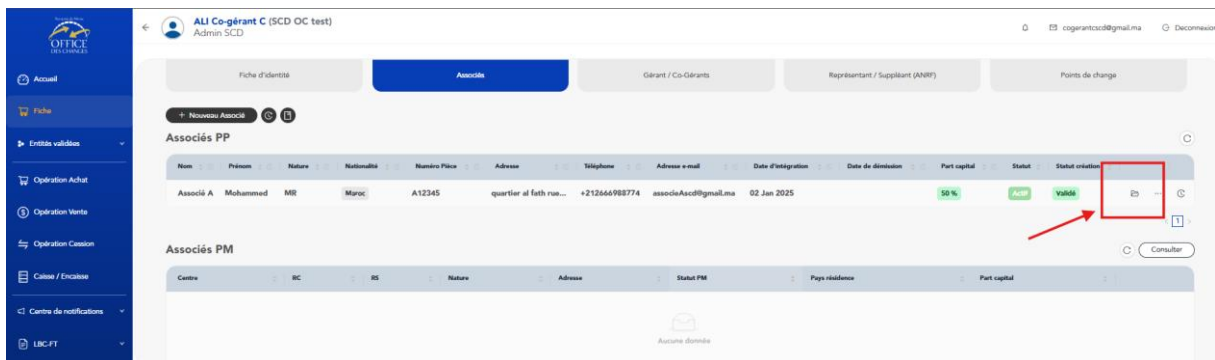 OFFICE
DES CHANGES
ALI Co-gérant C (SCD OC test)
Admin SCD
cogerantcscd@gmail.ma
Deconnexion
Accueil
Fiche
Entités validées
Opération Achat
Opération Vente
Opération Cession
Caisse / Encaisse
Centre de notifications
LBC-FT
Fiche d'identité
Associés
Gérant / Co-Gérants
Représentant / Suppléant (ANRF)
Points de change
+ Nouveau Associé
Associés PP
Nom Prénom Nature Nationalité Numéro Pièce Adresse Téléphone Adresse e-mail Date d'intégration Date de démission Part capital Statut Statut création
Associé A Mohammed MR Maroc A12345 quartier al fath rue... +212666988774 associeAscd@gmail.ma 02 Jan 2025 50 % Actif Validé ...
1
Associés PM
Consulter
Centre RC RS Nature Adresse Statut PM Pays résidence Part capital
Aucune donnée